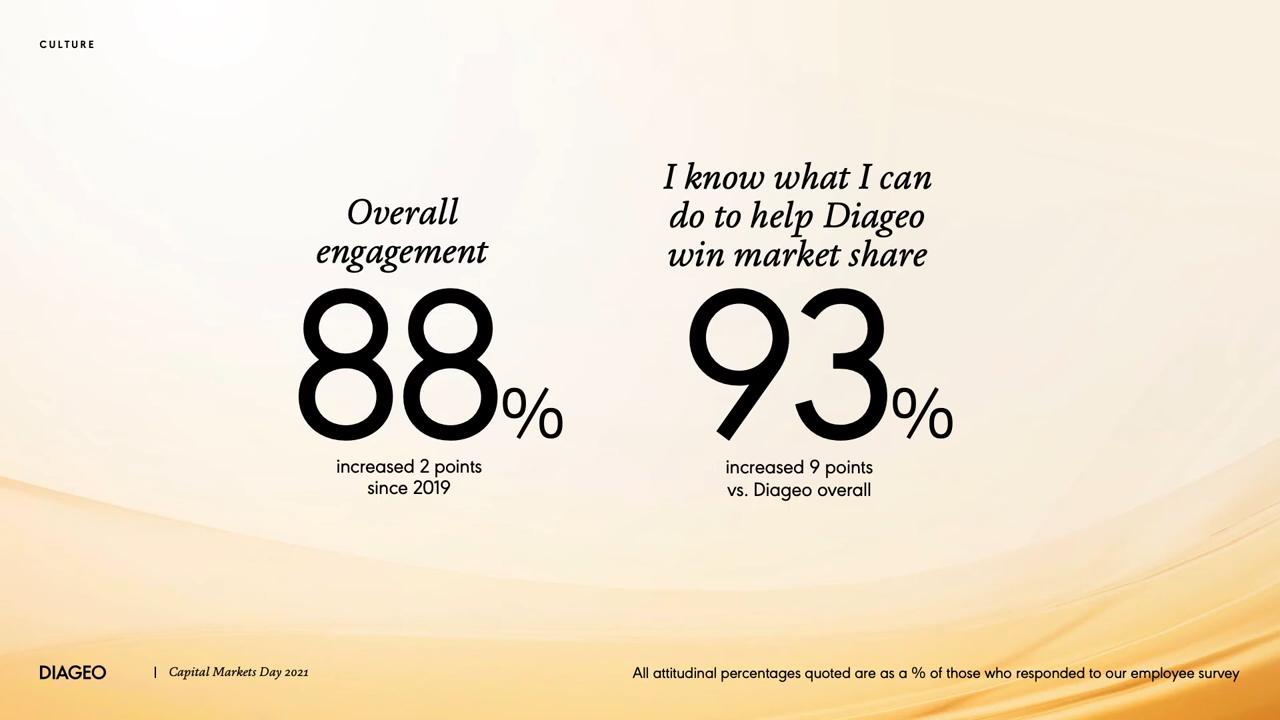 CULTURE
Overall
engagement
88%
increased 2 points
since 2019
I know what I can
do to help Diageo
win market share
93%
increased 9 points
vs. Diageo overall
DIAGEO | Capital Markets Day 2021
All attitudinal percentages quoted are as a % of those who responded to our employee survey